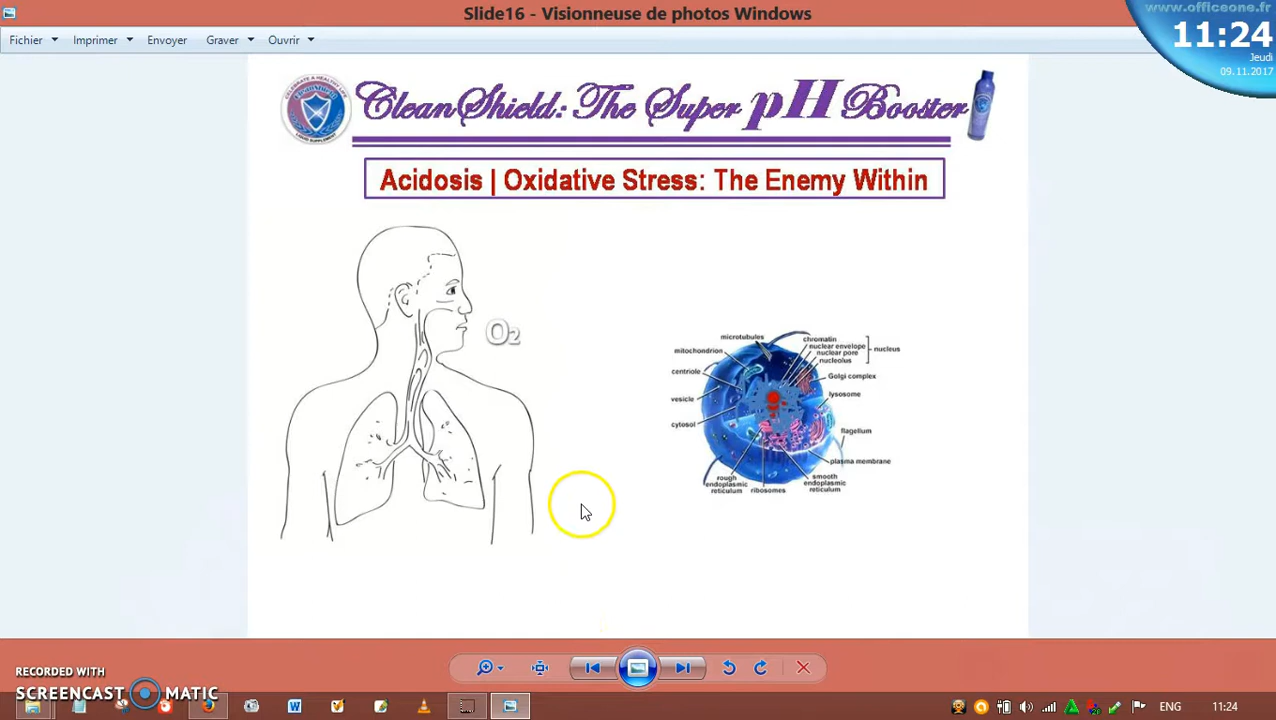 Slide16 - Visionneuse de photos Windows
www.officeone.fr
11:24
Jeudi
09.11.2017
Fichier Imprimer Envoyer Graver Ouvrir
CleanShield: The Super pH Booster
Acidosis | Oxidative Stress: The Enemy Within
O₂
microtubules
mitochondrion
centriole
vesicle
cytosol
rough
endoplasmic
reticulum
ribosomes
smooth
endoplasmic
reticulum
chromatin
nuclear envelope
nuclear pore
nucleolus
nucleus
Golgi complex
lysosome
flagellum
plasma membrane
RECORDED WITH
SCREENCAST MATIC
ENG
11:24